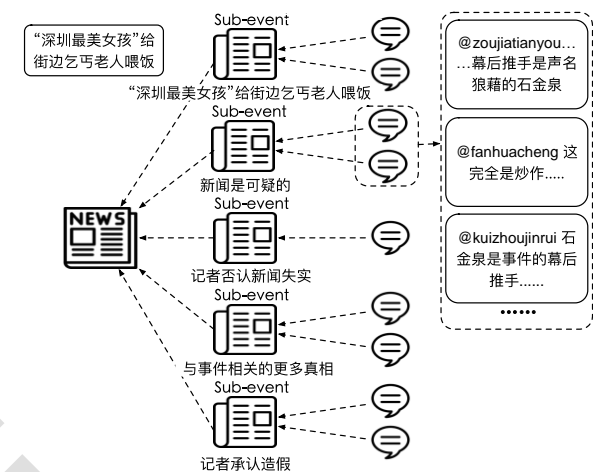 “深圳最美女孩”给
街边乞丐老人喂饭
Sub-event
“深圳最美女孩”给街边乞丐老人喂饭
Sub-event
新闻是可疑的
NEWS
Sub-event
记者否认新闻失实
Sub-event
与事件相关的更多真相
Sub-event
记者承认造假
@zoujiatianyou…
…幕后推手是声名
狼藉的石金泉
@fanhuacheng 这
完全是炒作.....
@kuizhoujinrui 石
金泉是事件的幕后
推手......
......